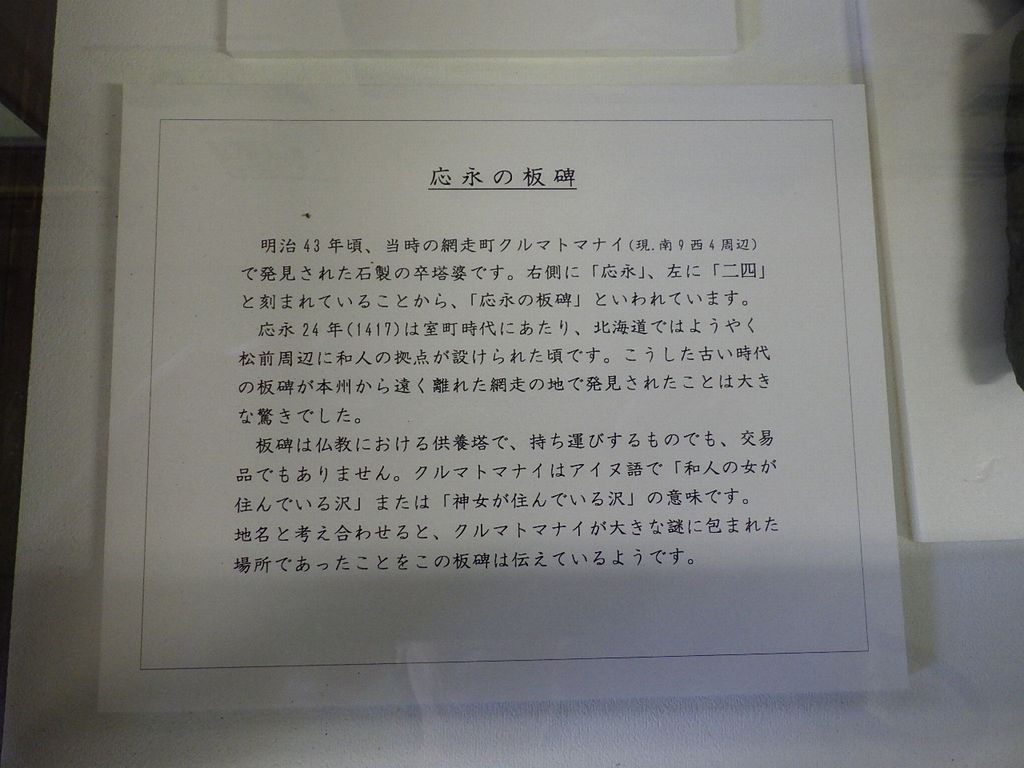 応永の板碑
明治43年頃、当時の網走町クルマトマナイ(現.南9西4周辺)
で発見された石製の卒塔婆です。右側に「応永」、左に「二四」
と刻まれていることから、「応永の板碑」といわれています。
応永24年(1417)は室町時代にあたり、北海道ではようやく
松前周辺に和人の拠点が設けられた頃です。こうした古い時代
の板碑が本州から遠く離れた網走の地で発見されたことは大き
な驚きでした。
板碑は仏教における供養塔で、持ち運びするものでも、交易
品でもありません。クルマトマナイはアイヌ語で「和人の女が
住んでいる沢」または「神女が住んでいる沢」の意味です。
地名と考え合わせると、クルマトマナイが大きな謎に包まれた
場所であったことをこの板碑は伝えているようです。